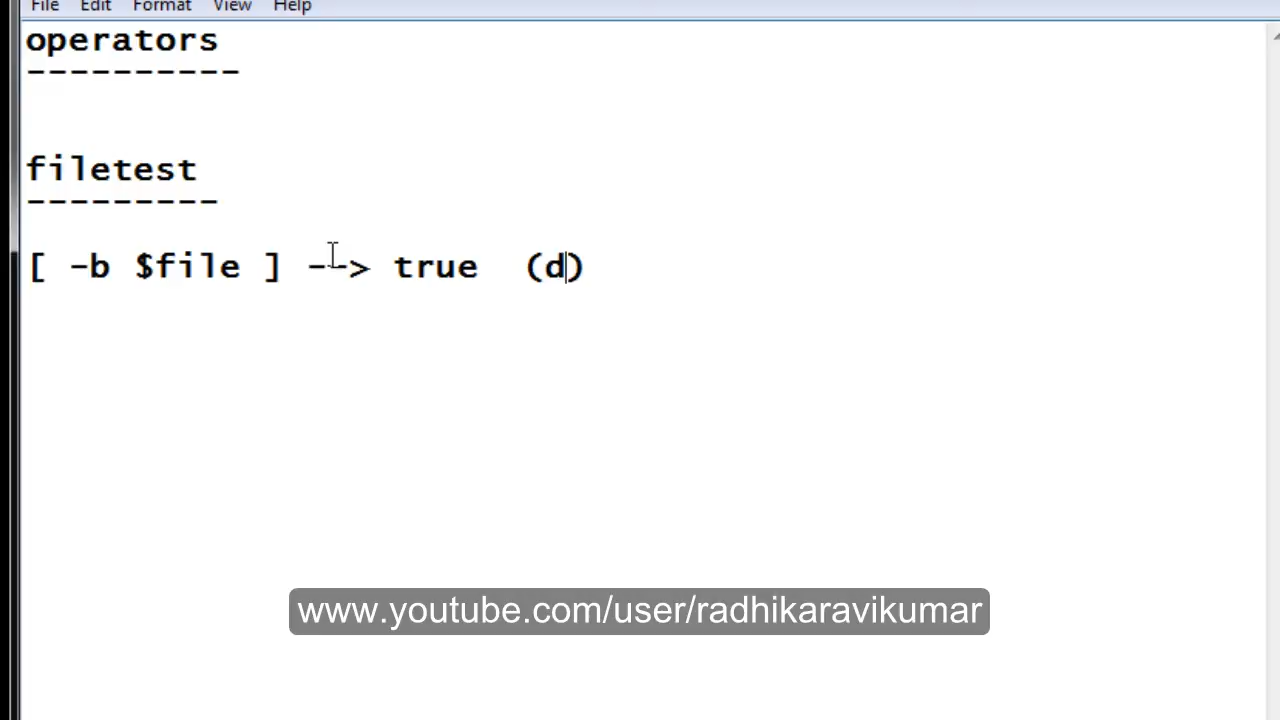 File Edit Format View Help
operators
----------
filetest
---------
[ -b $file ] --> true (d)
www.youtube.com/user/radhikaravikumar